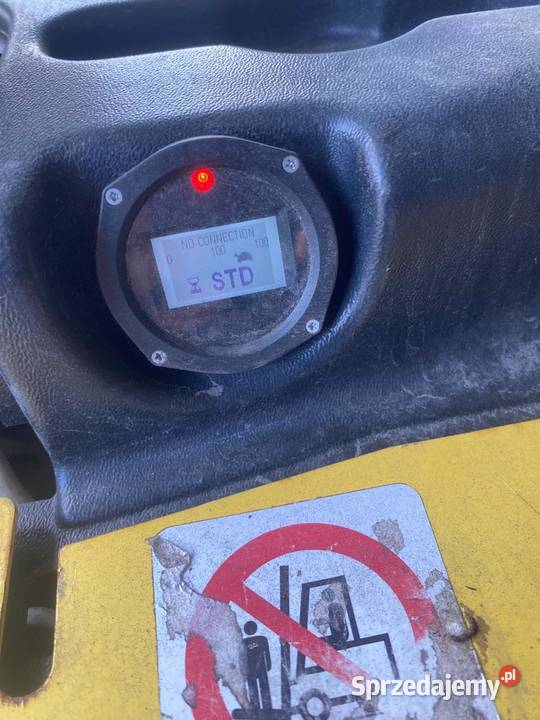 NO CONNECTION
0 100 100
STD
Sprzedajemy.pl